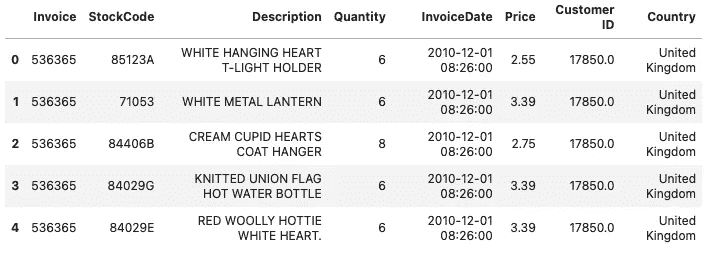 Invoice StockCode Description Quantity InvoiceDate Price Customer ID Country
0 536365 85123A WHITE HANGING HEART T-LIGHT HOLDER 6 2010-12-01 08:26:00 2.55 17850.0 United Kingdom
1 536365 71053 WHITE METAL LANTERN 6 2010-12-01 08:26:00 3.39 17850.0 United Kingdom
2 536365 84406B CREAM CUPID HEARTS COAT HANGER 8 2010-12-01 08:26:00 2.75 17850.0 United Kingdom
3 536365 84029G KNITTED UNION FLAG HOT WATER BOTTLE 6 2010-12-01 08:26:00 3.39 17850.0 United Kingdom
4 536365 84029E RED WOOLLY HOTTIE WHITE HEART. 6 2010-12-01 08:26:00 3.39 17850.0 United Kingdom